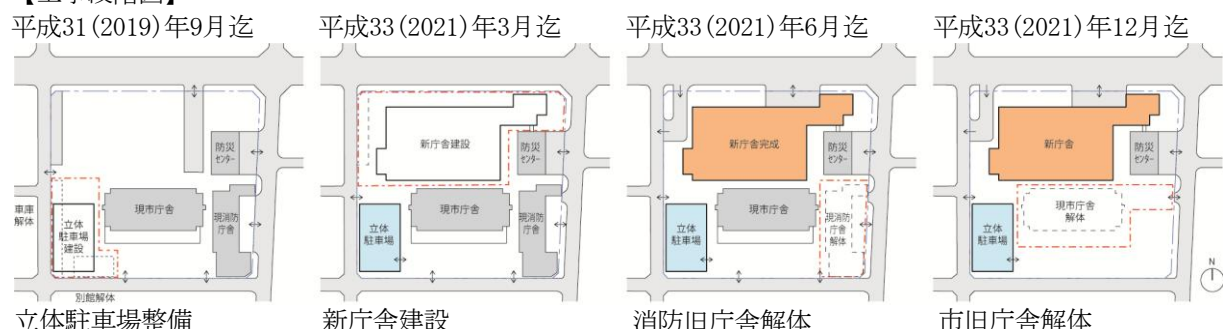 【工事段階図】
平成31(2019)年9月迄
防災
センター
現市庁舎
現消防
庁舎
車庫
解体
立体
駐車場
建設
別館解体
立体駐車場整備
平成33(2021)年3月迄
新庁舎建設
防災
センター
現市庁舎
現消防
庁舎
立体
駐車場
新庁舎建設
平成33(2021)年6月迄
新庁舎完成
防災
センター
現市庁舎
現消防
庁舎
解体
立体
駐車場
消防旧庁舎解体
平成33(2021)年12月迄
新庁舎
防災
センター
現市庁舎
解体
立体
駐車場
N
市旧庁舎解体